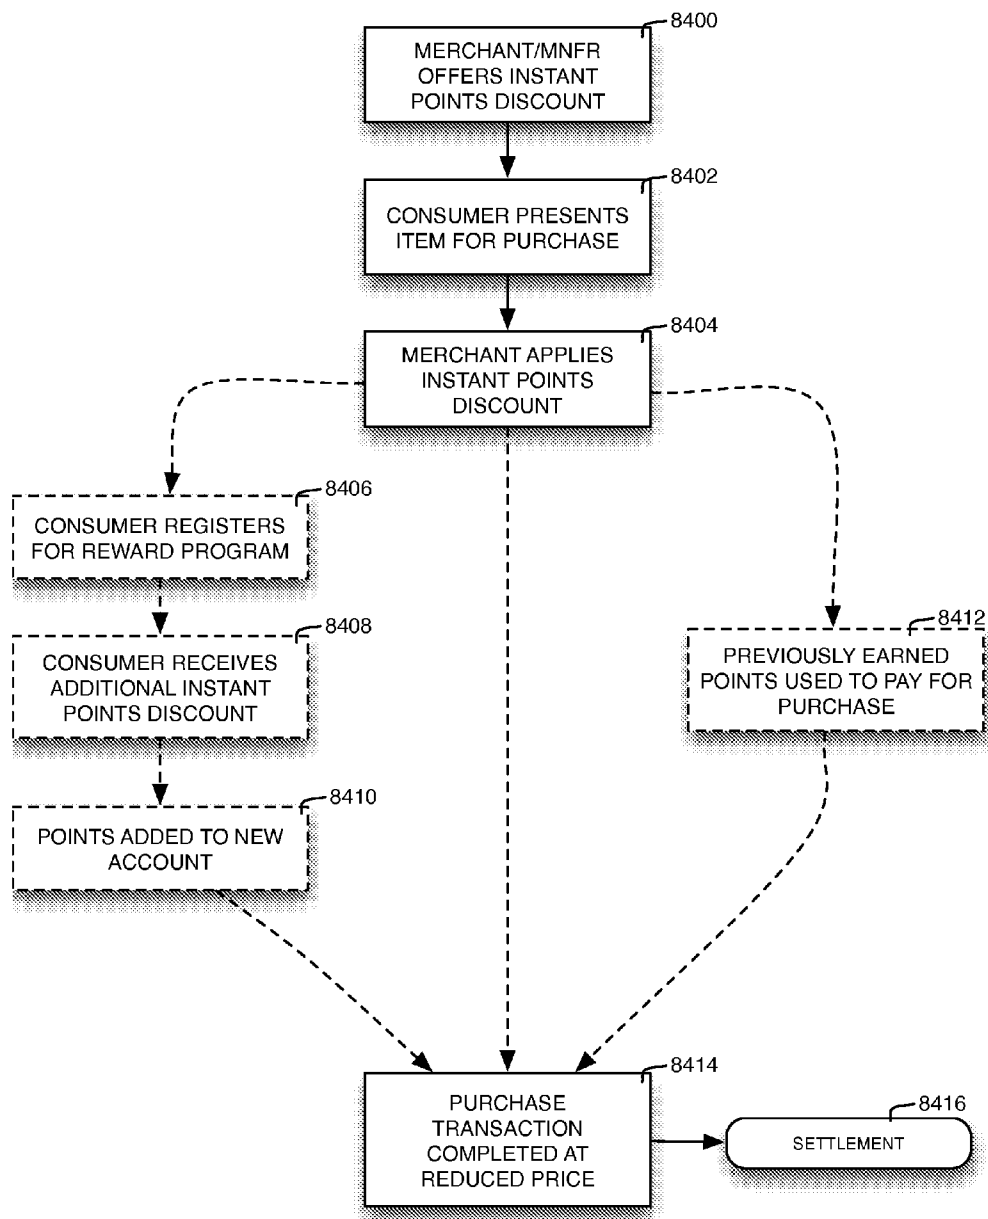 8400
MERCHANT/MNFR
OFFERS INSTANT
POINTS DISCOUNT
8402
CONSUMER PRESENTS
ITEM FOR PURCHASE
8404
MERCHANT APPLIES
INSTANT POINTS
DISCOUNT
8406
CONSUMER REGISTERS
FOR REWARD PROGRAM
8408
CONSUMER RECEIVES
ADDITIONAL INSTANT
POINTS DISCOUNT
8410
POINTS ADDED TO NEW
ACCOUNT
8412
PREVIOUSLY EARNED
POINTS USED TO PAY FOR
PURCHASE
8414
PURCHASE
TRANSACTION
COMPLETED AT
REDUCED PRICE
8416
SETTLEMENT